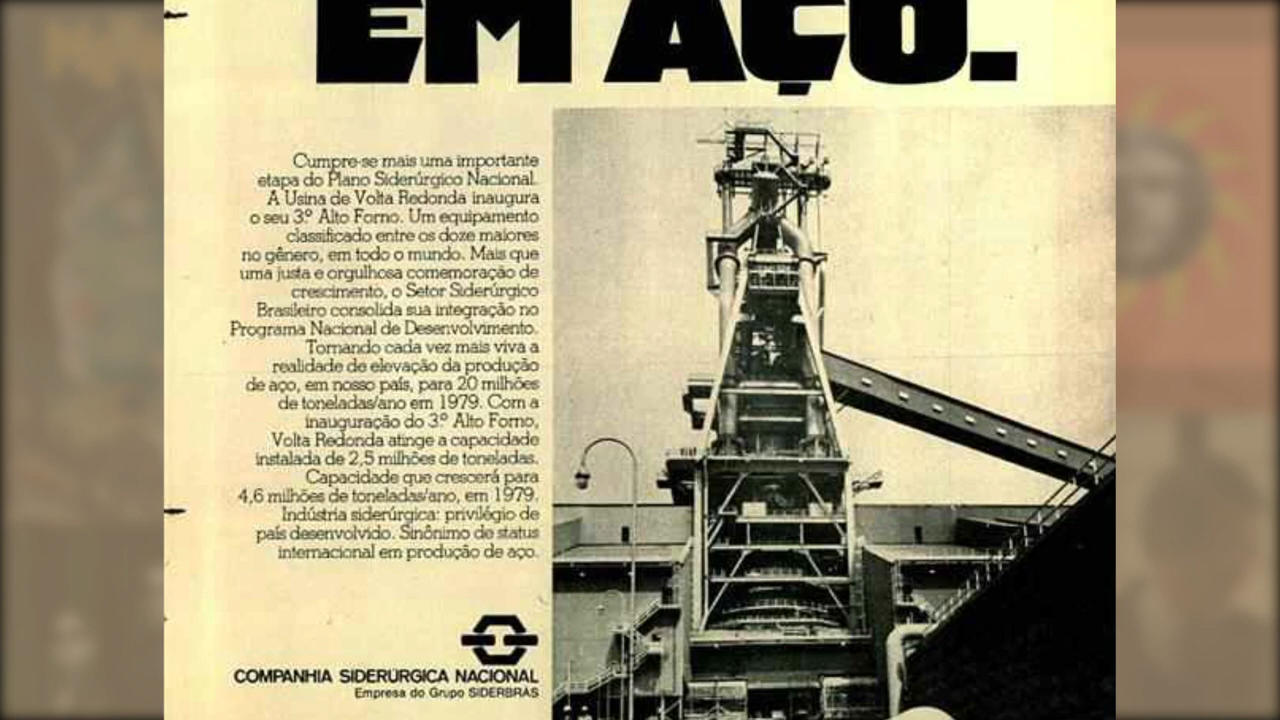 EM AÇO.
Cumpre-se mais uma importante
etapa do Plano Siderúrgico Nacional.
A Usina de Volta Redonda inaugura
o seu 3º Alto Forno. Um equipamento
classificado entre os doze maiores
no gênero, em todo o mundo. Mais que
uma justa e orgulhosa comemoração de
crescimento, o Setor Siderúrgico
Brasileiro consolida sua integração no
Programa Nacional de Desenvolvimento.
Tornando cada vez mais viva a
realidade de elevação da produção
de aço, em nosso país, para 20 milhões
de toneladas/ano em 1979. Com a
inauguração do 3º Alto Forno,
Volta Redonda atinge a capacidade
instalada de 2,5 milhões de toneladas.
Capacidade que crescerá para
4,6 milhões de toneladas/ano, em 1979.
Indústria siderúrgica: privilégio de
país desenvolvido. Sinônimo de status
internacional em produção de aço.
COMPANHIA SIDERÚRGICA NACIONAL
Empresa do Grupo SIDERBRÁS